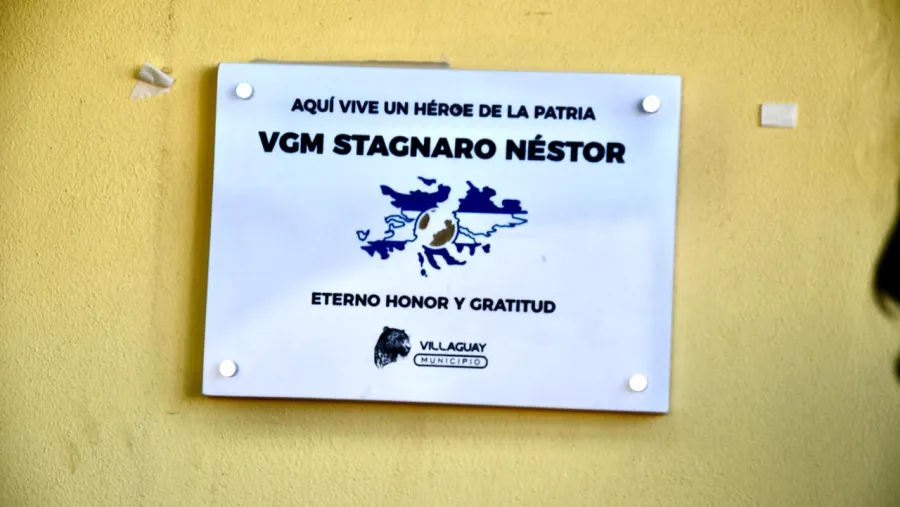 AQUÍ VIVE UN HÉROE DE LA PATRIA
VGM STAGNARO NÉSTOR
ETERNO HONOR Y GRATITUD
VILLAGUAY
MUNICIPIO